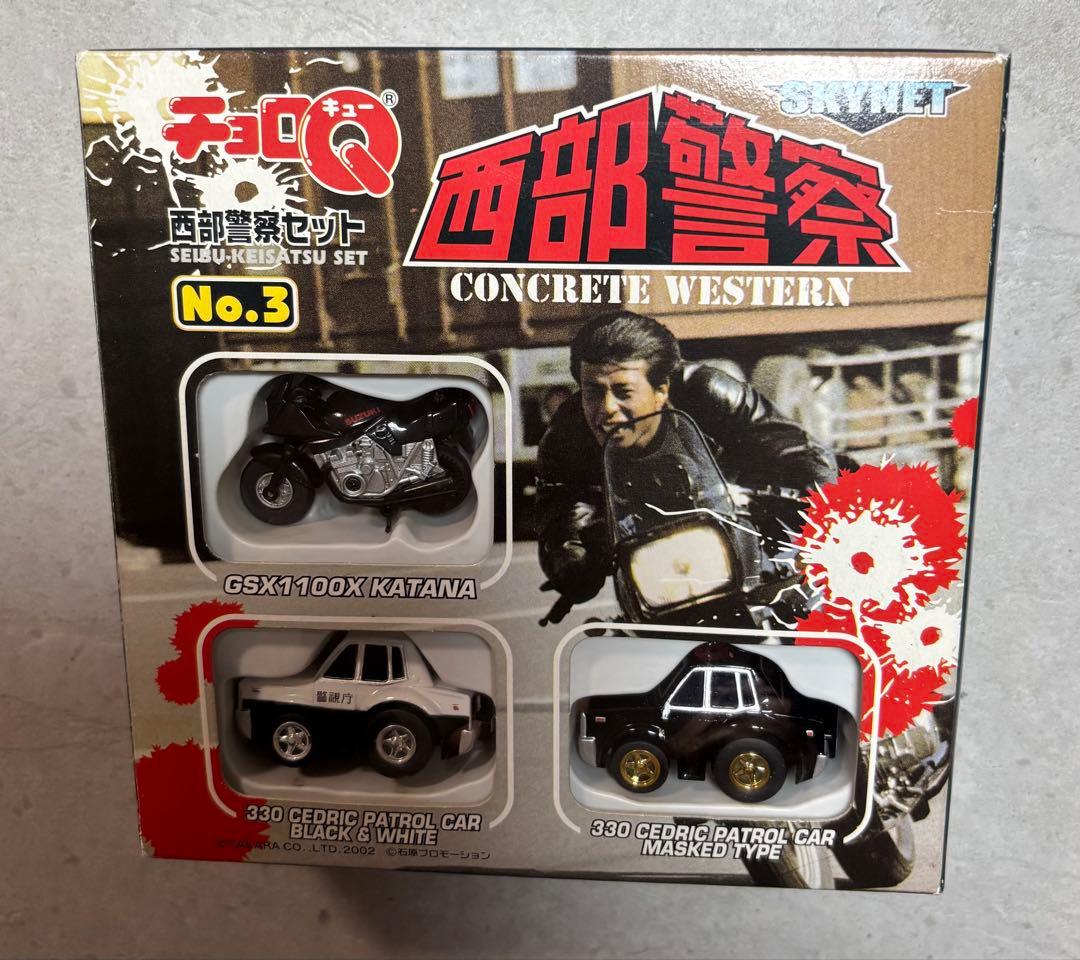 チョロQ®
キュー
西部警察セット
SEIBU KEISATSU SET
No.3
SKYNET
西部警察
CONCRETE WESTERN
SUZUKI
GSX1100X KATANA
警視庁
330 CEDRIC PATROL CAR
BLACK & WHITE
330 CEDRIC PATROL CAR
MASKED TYPE
©TAKARA CO.,LTD.2002 ©石原プロモーション